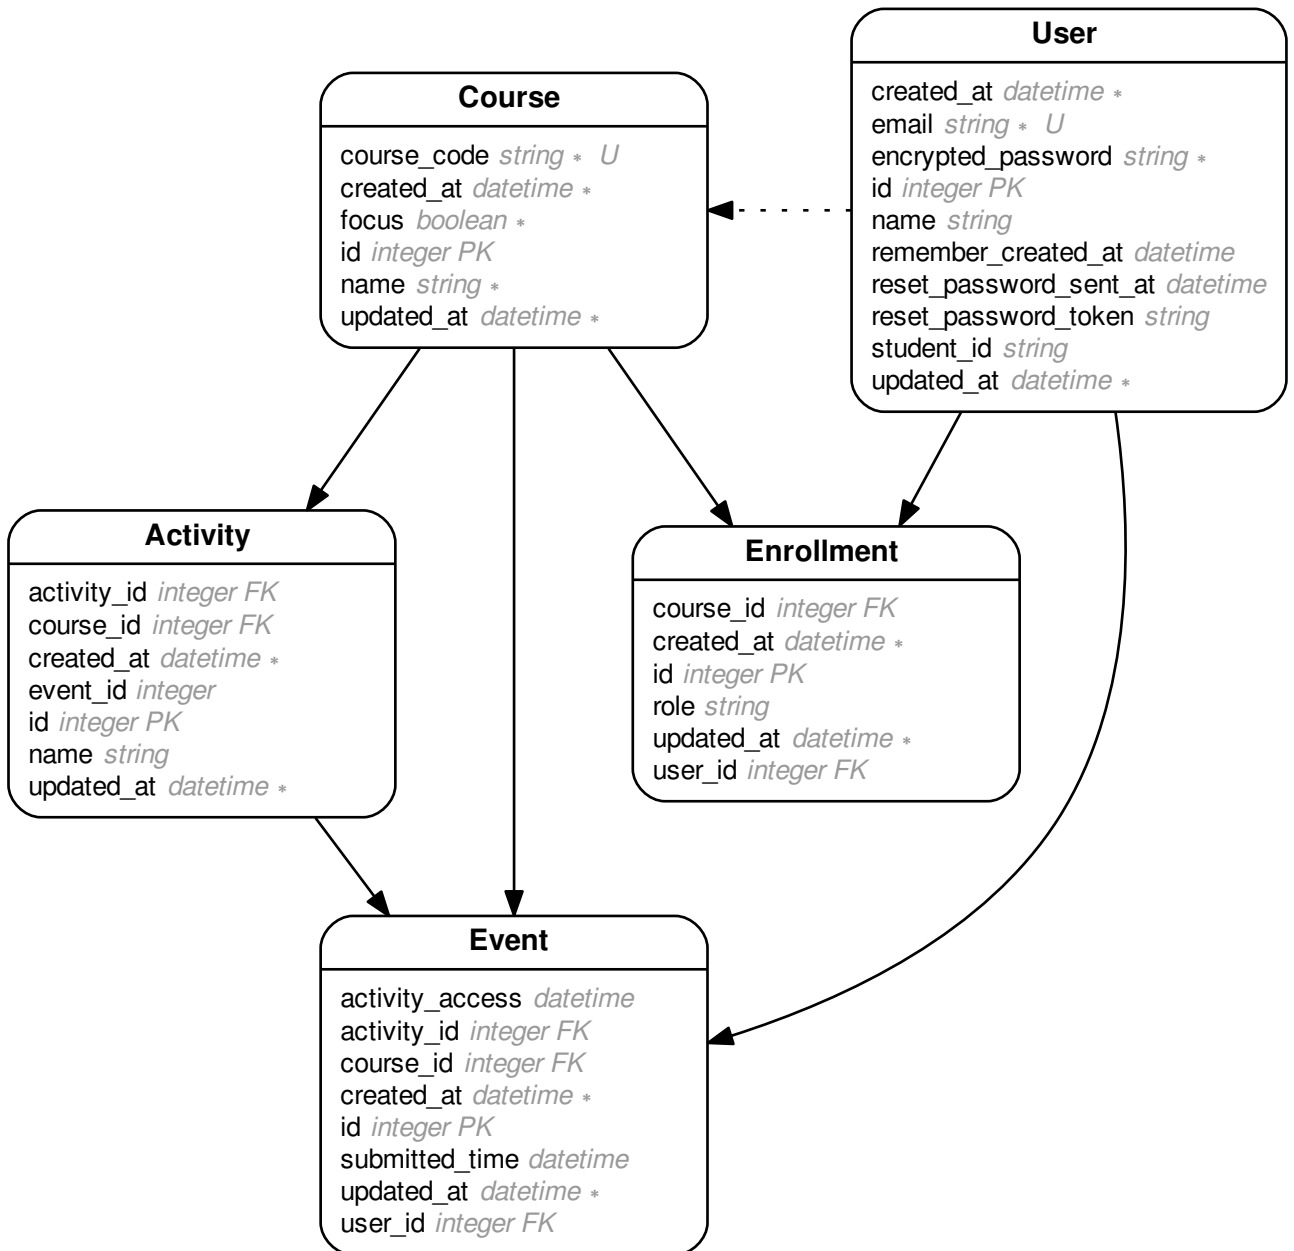 User
created_at datetime *
email string * U
encrypted_password string *
id integer PK
name string
remember_created_at datetime
reset_password_sent_at datetime
reset_password_token string
student_id string
updated_at datetime *
Course
course_code string * U
created_at datetime *
focus boolean *
id integer PK
name string *
updated_at datetime *
Activity
activity_id integer FK
course_id integer FK
created_at datetime *
event_id integer
id integer PK
name string
updated_at datetime *
Enrollment
course_id integer FK
created_at datetime *
id integer PK
role string
updated_at datetime *
user_id integer FK
Event
activity_access datetime
activity_id integer FK
course_id integer FK
created_at datetime *
id integer PK
submitted_time datetime
updated_at datetime *
user_id integer FK